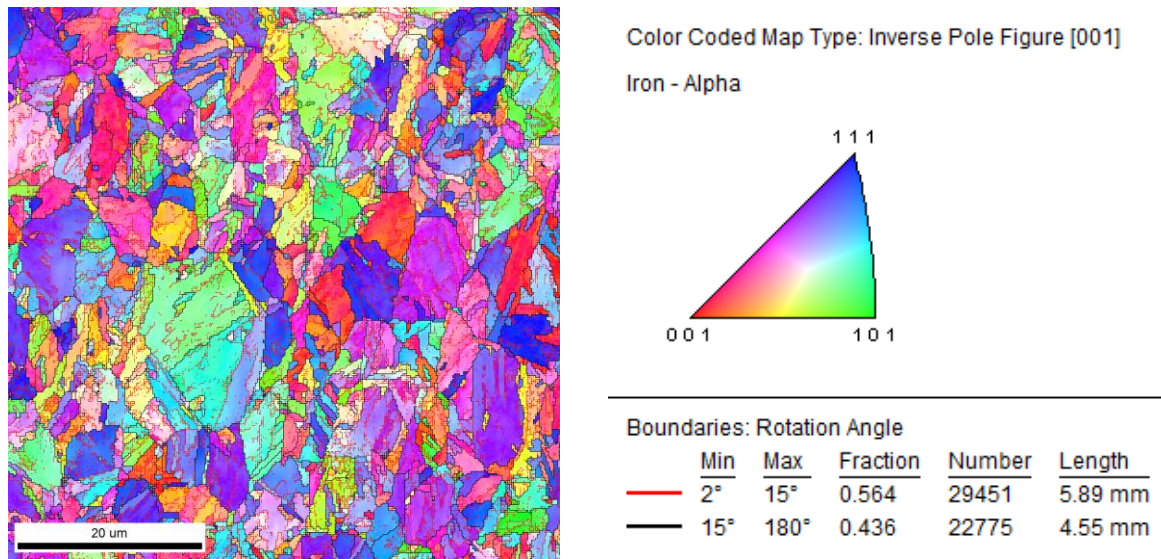 20 um
Color Coded Map Type: Inverse Pole Figure [001]
Iron - Alpha
1 1 1
0 0 1 1 0 1
Boundaries: Rotation Angle
Min Max Fraction Number Length
2° 15° 0.564 29451 5.89 mm
15° 180° 0.436 22775 4.55 mm